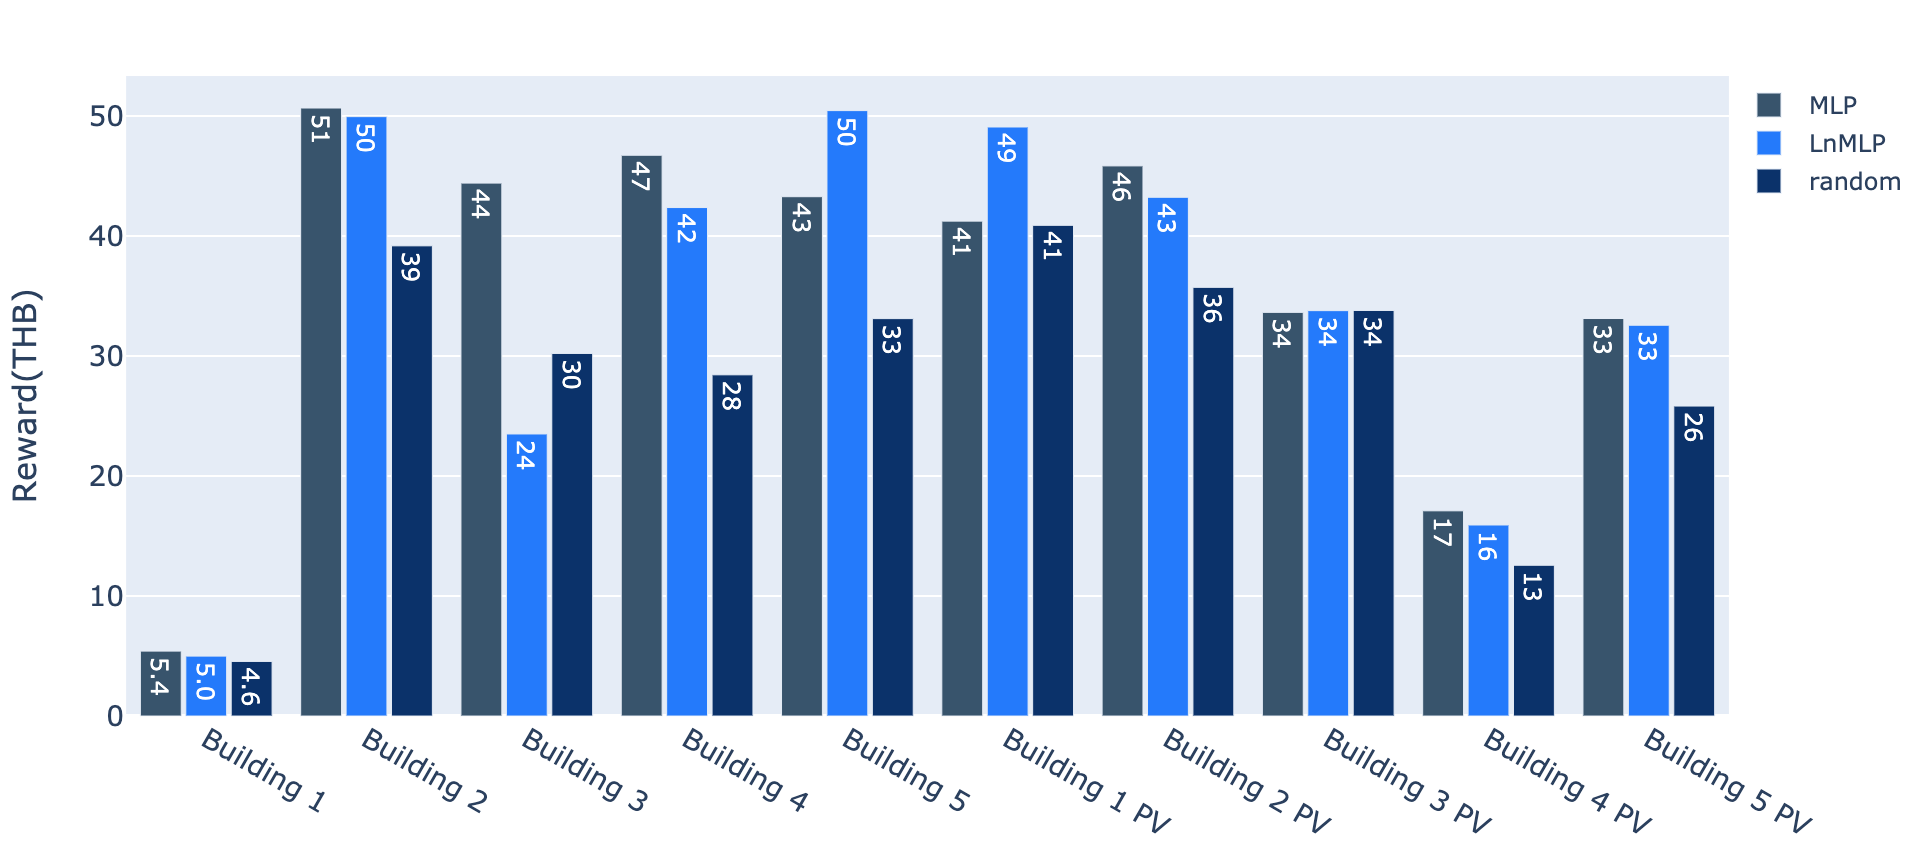 Reward(THB)
50
40
30
20
10
0
5.4
5.0
4.6
51
50
39
44
24
30
47
42
28
43
50
33
41
49
41
46
43
36
34
34
34
17
16
13
33
33
26
Building 1
Building 2
Building 3
Building 4
Building 5
Building 1 PV
Building 2 PV
Building 3 PV
Building 4 PV
Building 5 PV
MLP
LnMLP
random